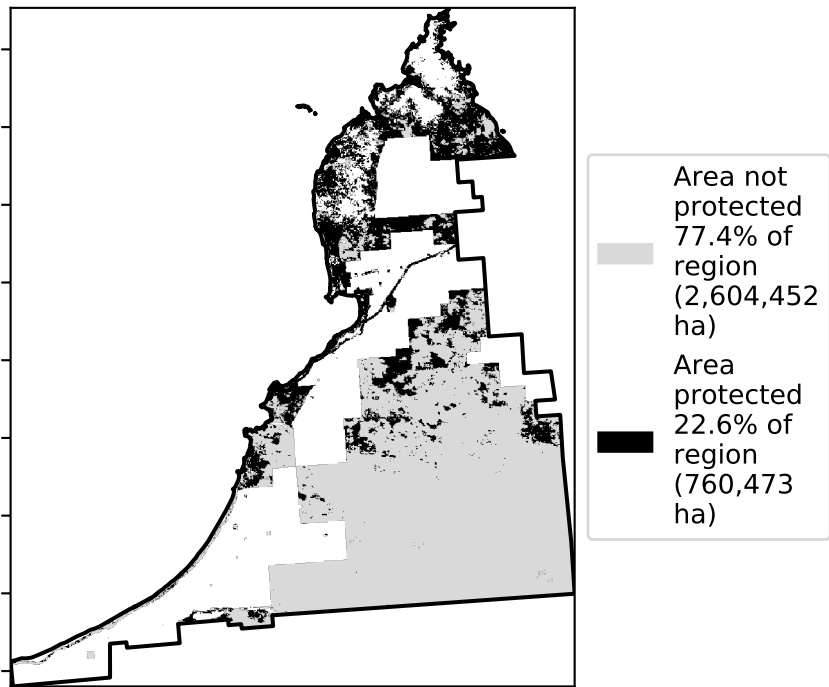 Area not
protected
77.4% of
region
(2,604,452
ha)
Area
protected
22.6% of
region
(760,473
ha)